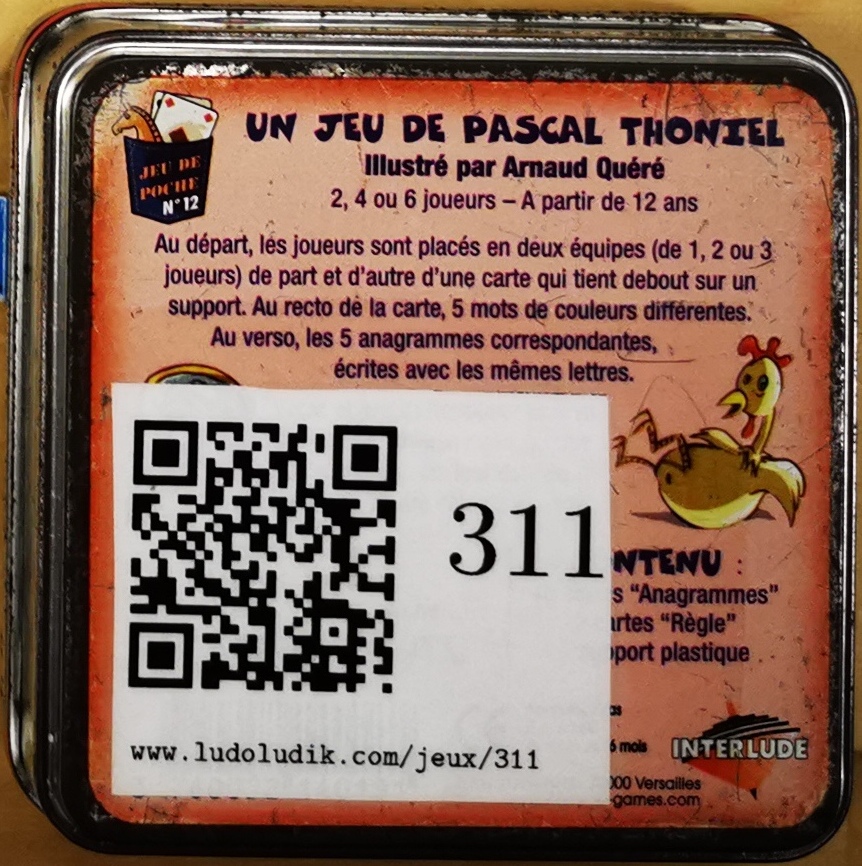 UN JEU DE PASCAL THONIEL
Illustré par Arnaud Quéré
JEU DE
POCHE
N° 12
2, 4 ou 6 joueurs – A partir de 12 ans
Au départ, les joueurs sont placés en deux équipes (de 1, 2 ou 3
joueurs) de part et d'autre d'une carte qui tient debout sur un
support. Au recto de la carte, 5 mots de couleurs différentes.
Au verso, les 5 anagrammes correspondantes,
écrites avec les mêmes lettres.
311
www.ludoludik.com/jeux/311
NTENU :
s "Anagrammes"
rtes "Règle"
port plastique
as
6 mois
INTERLUDE
000 Versailles
-games.com